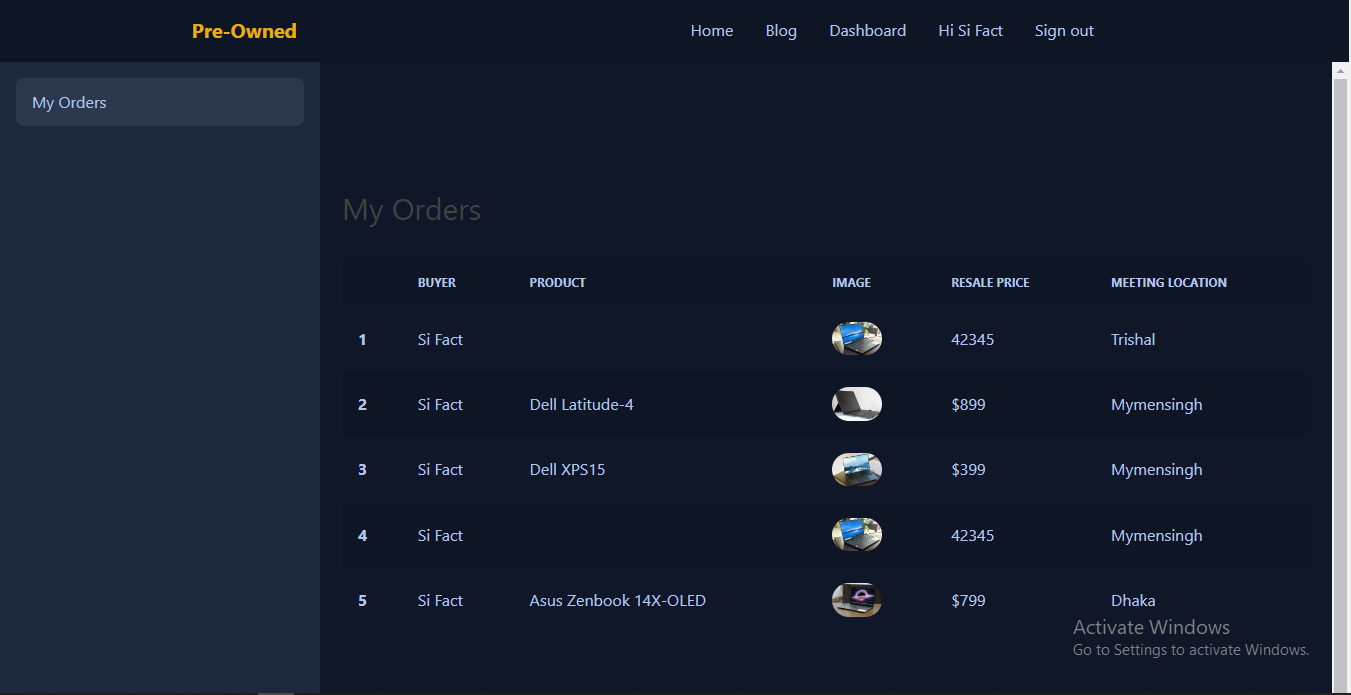 Pre-Owned Home Blog Dashboard Hi Si Fact Sign out
My Orders
My Orders
BUYER PRODUCT IMAGE RESALE PRICE MEETING LOCATION
1 Si Fact 42345 Trishal
2 Si Fact Dell Latitude-4 $899 Mymensingh
3 Si Fact Dell XPS15 $399 Mymensingh
4 Si Fact 42345 Mymensingh
5 Si Fact Asus Zenbook 14X-OLED $799 Dhaka
Activate Windows
Go to Settings to activate Windows.